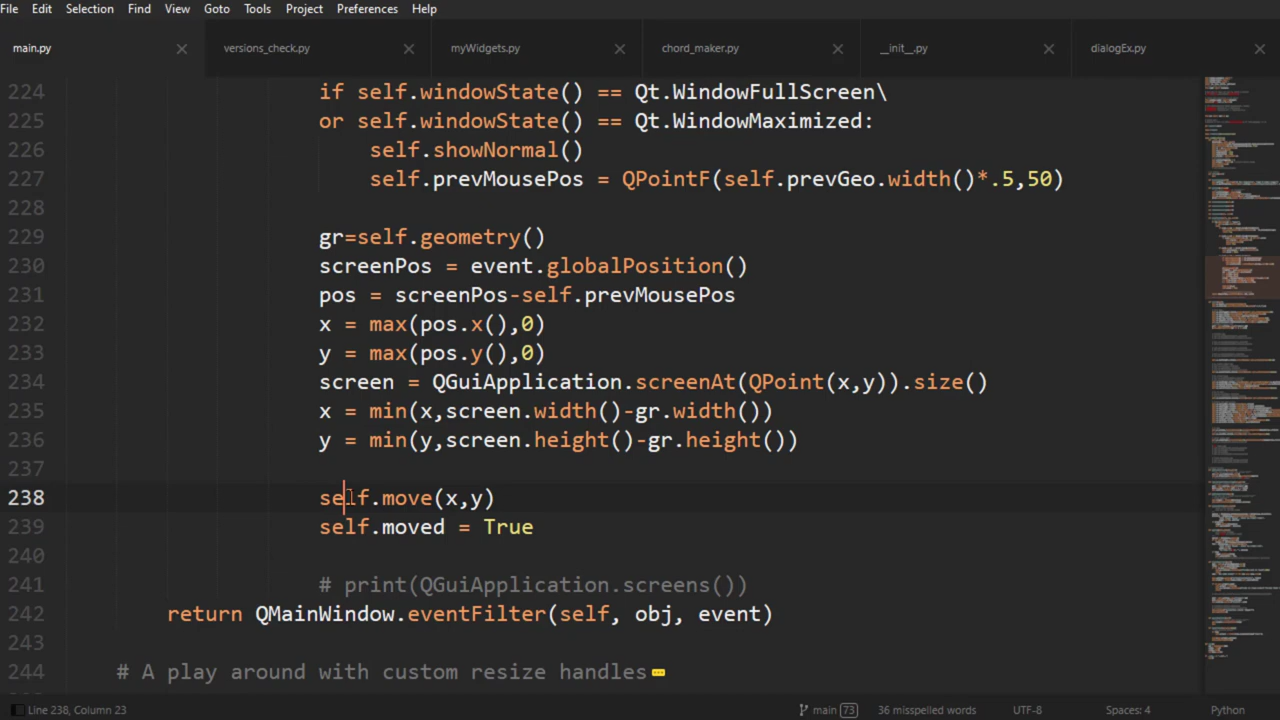 File Edit Selection Find View Goto Tools Project Preferences Help
main.py versions_check.py myWidgets.py chord_maker.py __init__.py dialogEx.py
224 if self.windowState() == Qt.WindowFullScreen\
225 or self.windowState() == Qt.WindowMaximized:
226 self.showNormal()
227 self.prevMousePos = QPointF(self.prevGeo.width()*.5,50)
228
229 gr=self.geometry()
230 screenPos = event.globalPosition()
231 pos = screenPos-self.prevMousePos
232 x = max(pos.x(),0)
233 y = max(pos.y(),0)
234 screen = QGuiApplication.screenAt(QPoint(x,y)).size()
235 x = min(x,screen.width()-gr.width())
236 y = min(y,screen.height()-gr.height())
237
238 self.move(x,y)
239 self.moved = True
240
241 # print(QGuiApplication.screens())
242 return QMainWindow.eventFilter(self, obj, event)
243
244 # A play around with custom resize handles
Line 238, Column 23 main 73 36 misspelled words UTF-8 Spaces: 4 Python